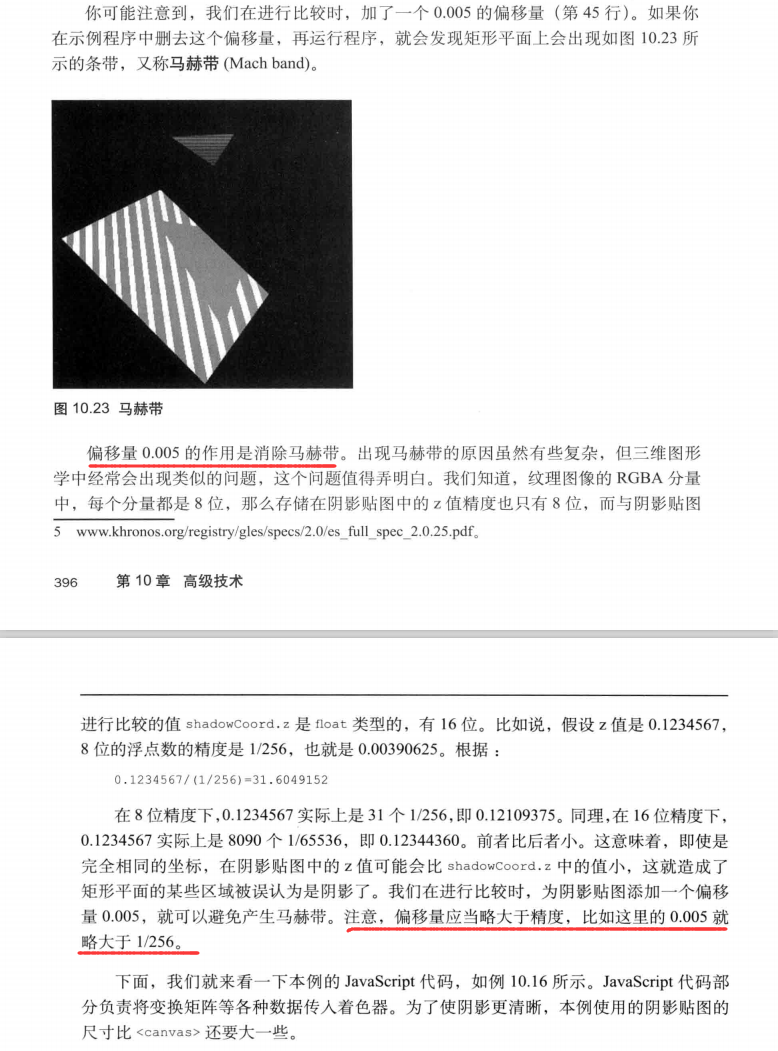 你可能注意到，我们在进行比较时，加了一个 0.005 的偏移量（第 45 行）。如果你
在示例程序中删去这个偏移量，再运行程序，就会发现矩形平面上会出现如图 10.23 所
示的条带，又称马赫带 (Mach band)。
图 10.23 马赫带
偏移量 0.005 的作用是消除马赫带。出现马赫带的原因虽然有些复杂，但三维图形
学中经常会出现类似的问题，这个问题值得弄明白。我们知道，纹理图像的 RGBA 分量
中，每个分量都是 8 位，那么存储在阴影贴图中的 z 值精度也只有 8 位，而与阴影贴图
5 www.khronos.org/registry/gles/specs/2.0/es_full_spec_2.0.25.pdf。
396 第 10 章 高级技术
进行比较的值 shadowCoord.z 是 float 类型的，有 16 位。比如说，假设 z 值是 0.1234567，
8 位的浮点数的精度是 1/256，也就是 0.00390625。根据：
0.1234567/(1/256)=31.6049152
在 8 位精度下，0.1234567 实际上是 31 个 1/256，即 0.12109375。同理，在 16 位精度下，
0.1234567 实际上是 8090 个 1/65536，即 0.12344360。前者比后者小。这意味着，即使是
完全相同的坐标，在阴影贴图中的 z 值可能会比 shadowCoord.z 中的值小，这就造成了
矩形平面的某些区域被误认为是阴影了。我们在进行比较时，为阴影贴图添加一个偏移
量 0.005，就可以避免产生马赫带。注意，偏移量应当略大于精度，比如这里的 0.005 就
略大于 1/256。
下面，我们就来看一下本例的 JavaScript 代码，如例 10.16 所示。JavaScript 代码部
分负责将变换矩阵等各种数据传入着色器。为了使阴影更清晰，本例使用的阴影贴图的
尺寸比 <canvas> 还要大一些。